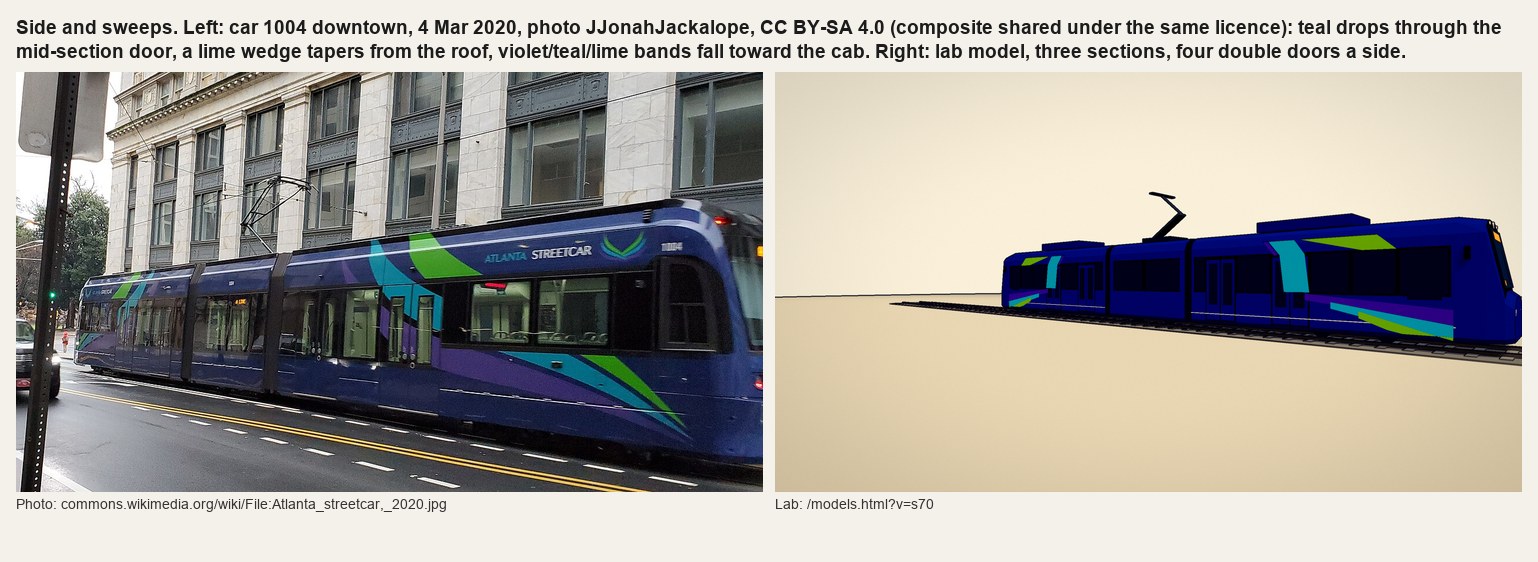 Side and sweeps. Left: car 1004 downtown, 4 Mar 2020, photo JJonahJackalope, CC BY-SA 4.0 (composite shared under the same licence): teal drops through the
mid-section door, a lime wedge tapers from the roof, violet/teal/lime bands fall toward the cab. Right: lab model, three sections, four double doors a side.
ATLANTA STREETCAR
1004
Photo: commons.wikimedia.org/wiki/File:Atlanta_streetcar,_2020.jpg
Lab: /models.html?v=s70